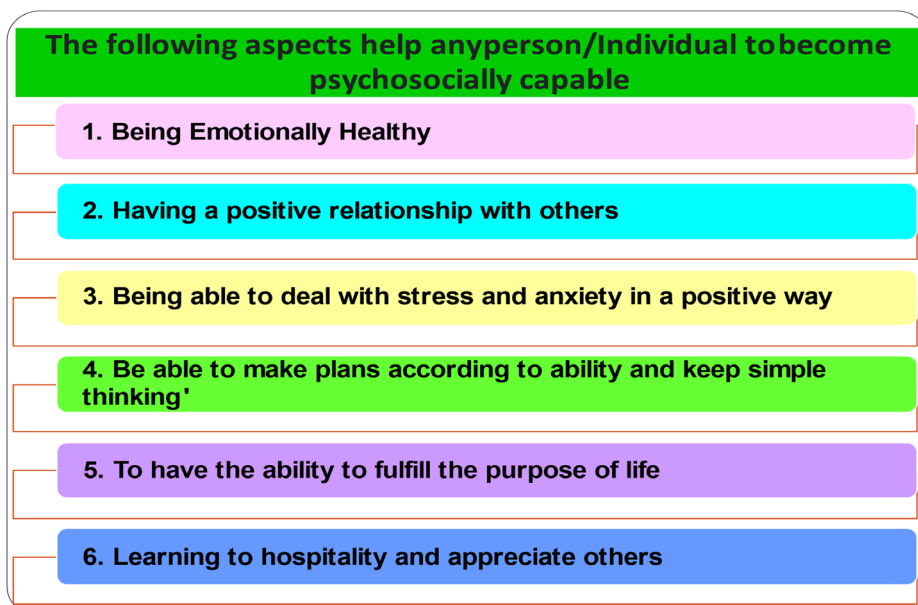 The following aspects help anyperson/Individual tobecome
psychosocially capable
1. Being Emotionally Healthy
2. Having a positive relationship with others
3. Being able to deal with stress and anxiety in a positive way
4. Be able to make plans according to ability and keep simple
thinking'
5. To have the ability to fulfill the purpose of life
6. Learning to hospitality and appreciate others